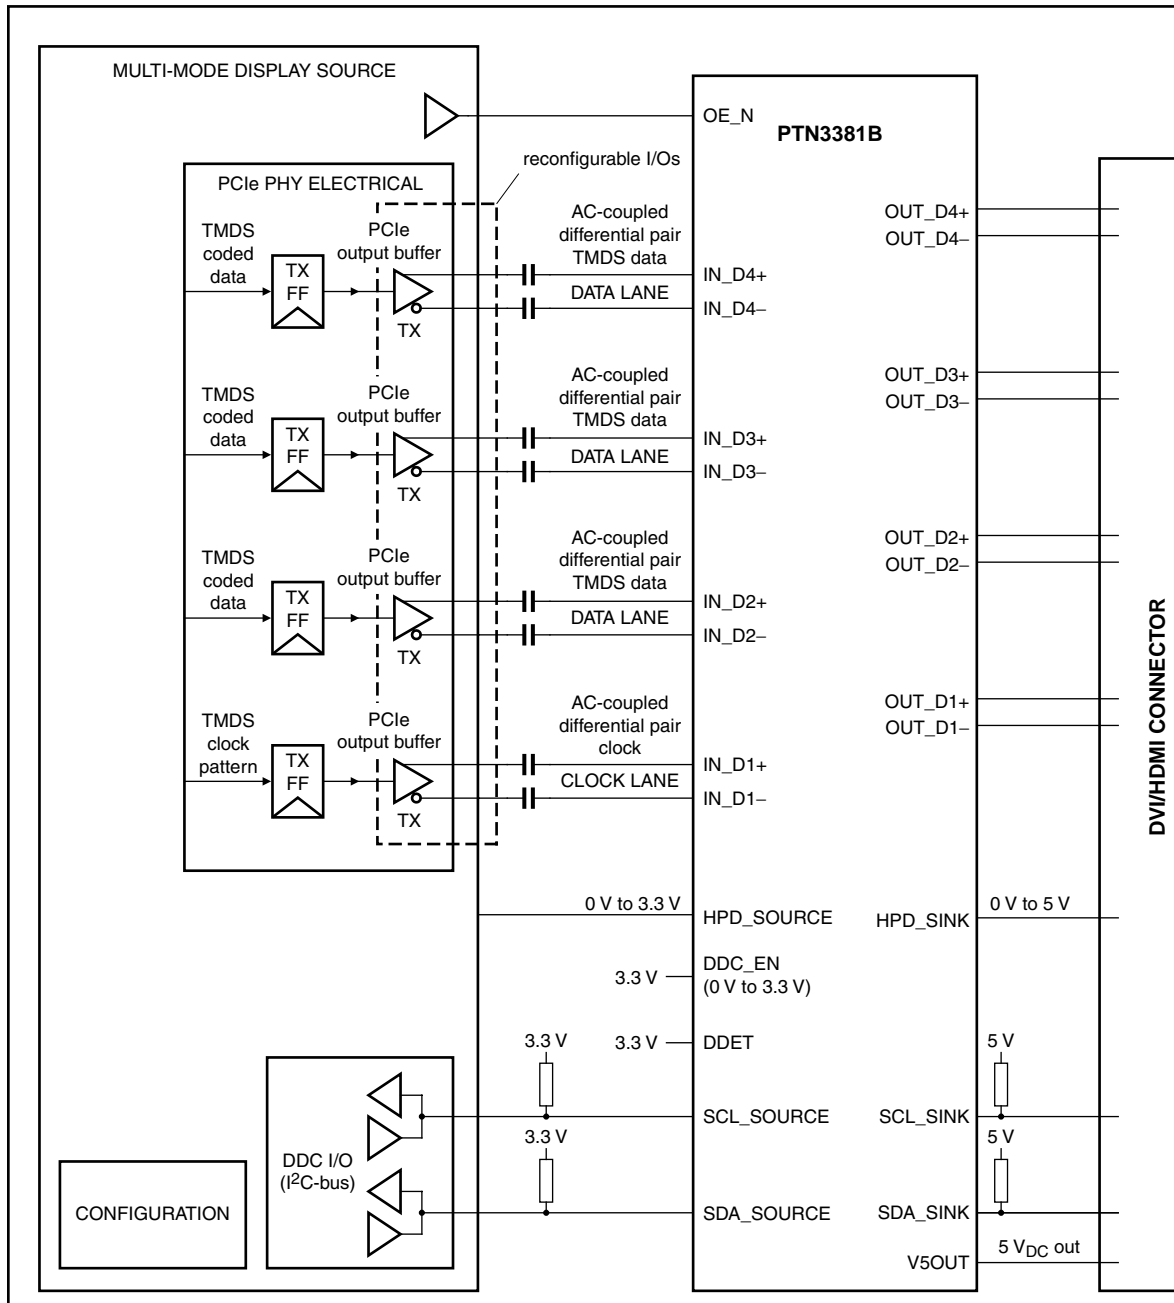 MULTI-MODE DISPLAY SOURCE
OE_N
PTN3381B
reconfigurable I/Os
PCIe PHY ELECTRICAL
TMDS
coded
data
TX
FF
PCIe
output buffer
TX
AC-coupled
differential pair
TMDS data
DATA LANE
IN_D4+
IN_D4−
OUT_D4+
OUT_D4−
TMDS
coded
data
TX
FF
PCIe
output buffer
TX
AC-coupled
differential pair
TMDS data
DATA LANE
IN_D3+
IN_D3−
OUT_D3+
OUT_D3−
TMDS
coded
data
TX
FF
PCIe
output buffer
TX
AC-coupled
differential pair
TMDS data
DATA LANE
IN_D2+
IN_D2−
OUT_D2+
OUT_D2−
TMDS
clock
pattern
TX
FF
PCIe
output buffer
TX
AC-coupled
differential pair
clock
CLOCK LANE
IN_D1+
IN_D1−
OUT_D1+
OUT_D1−
DVI/HDMI CONNECTOR
0 V to 3.3 V
HPD_SOURCE
HPD_SINK
0 V to 5 V
3.3 V
DDC_EN
(0 V to 3.3 V)
3.3 V
DDET
3.3 V
5 V
SCL_SOURCE
SCL_SINK
3.3 V
5 V
DDC I/O
(I²C-bus)
SDA_SOURCE
SDA_SINK
CONFIGURATION
V5OUT
5 V_DC out